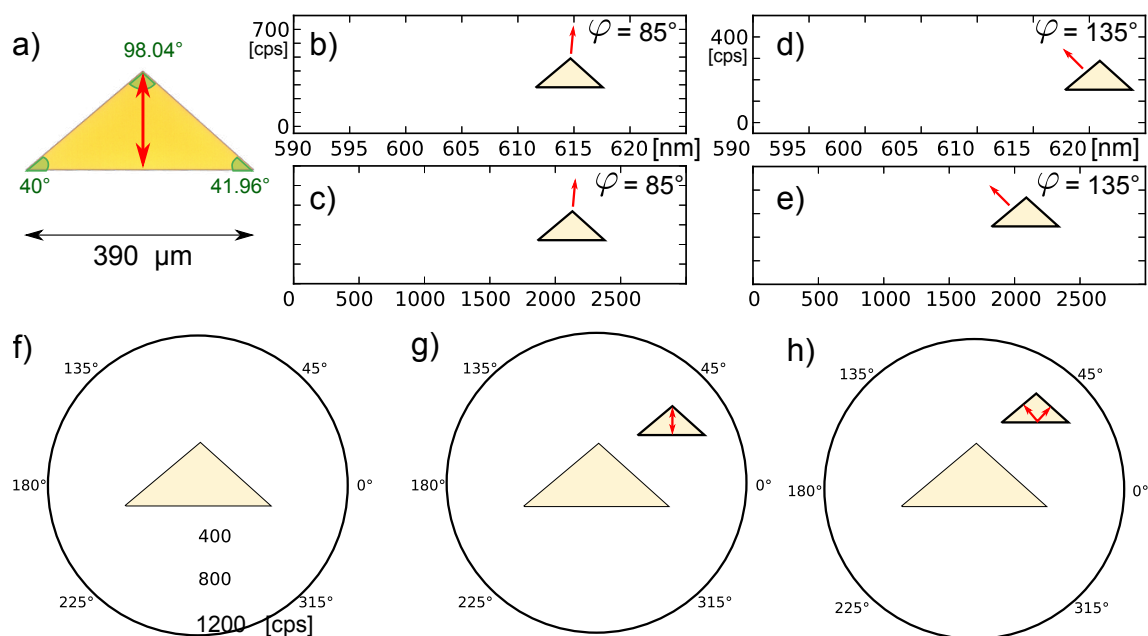 a)
98.04°
40°
41.96°
390 µm
b)
700
[cps]
0
φ = 85°
590 595 600 605 610 615 620 [nm]
c)
φ = 85°
0 500 1000 1500 2000 2500
d)
400
[cps]
0
φ = 135°
590 595 600 605 610 615 620 [nm]
e)
φ = 135°
0 500 1000 1500 2000 2500
f)
135° 45°
180° 0°
400
800
225° 315°
1200 [cps]
g)
135° 45°
180° 0°
225° 315°
h)
135° 45°
180° 0°
225° 315°